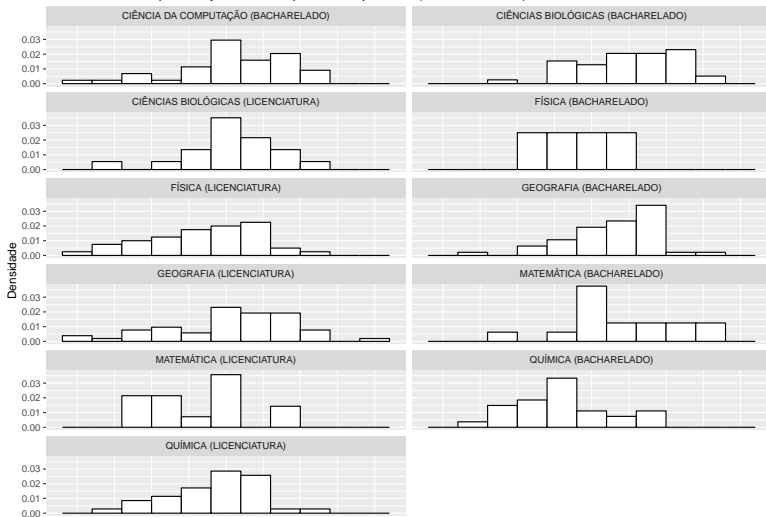 CIÊNCIA DA COMPUTAÇÃO (BACHARELADO)
CIÊNCIAS BIOLÓGICAS (BACHARELADO)
0.03
0.02
0.01
0.00
CIÊNCIAS BIOLÓGICAS (LICENCIATURA)
FÍSICA (BACHARELADO)
0.03
0.02
0.01
0.00
FÍSICA (LICENCIATURA)
GEOGRAFIA (BACHARELADO)
0.03
0.02
0.01
0.00
Densidade
GEOGRAFIA (LICENCIATURA)
MATEMÁTICA (BACHARELADO)
0.03
0.02
0.01
0.00
MATEMÁTICA (LICENCIATURA)
QUÍMICA (BACHARELADO)
0.03
0.02
0.01
0.00
QUÍMICA (LICENCIATURA)
0.03
0.02
0.01
0.00